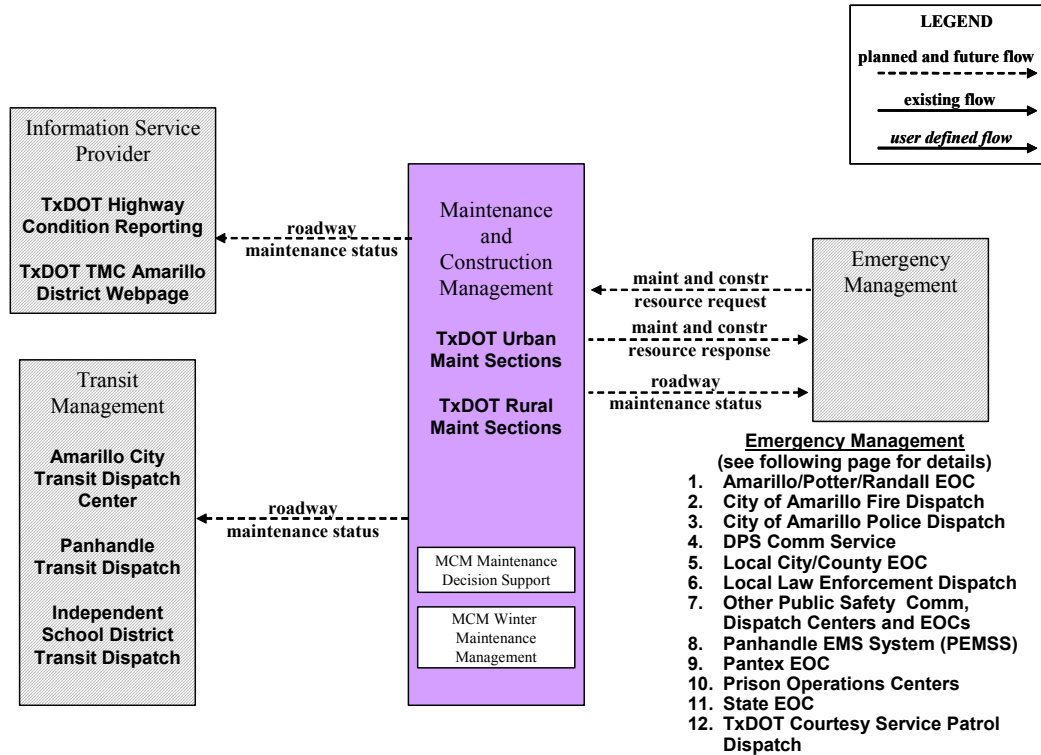 LEGEND
planned and future flow
existing flow
user defined flow
Information Service
Provider
TxDOT Highway
Condition Reporting
TxDOT TMC Amarillo
District Webpage
roadway
maintenance status
Transit
Management
Amarillo City
Transit Dispatch
Center
Panhandle
Transit Dispatch
Independent
School District
Transit Dispatch
roadway
maintenance status
Maintenance
and
Construction
Management
TxDOT Urban
Maint Sections
TxDOT Rural
Maint Sections
MCM Maintenance
Decision Support
MCM Winter
Maintenance
Management
maint and constr
resource request
maint and constr
resource response
roadway
maintenance status
Emergency
Management
Emergency Management
(see following page for details)
1. Amarillo/Potter/Randall EOC
2. City of Amarillo Fire Dispatch
3. City of Amarillo Police Dispatch
4. DPS Comm Service
5. Local City/County EOC
6. Local Law Enforcement Dispatch
7. Other Public Safety Comm,
Dispatch Centers and EOCs
8. Panhandle EMS System (PEMSS)
9. Pantex EOC
10. Prison Operations Centers
11. State EOC
12. TxDOT Courtesy Service Patrol
Dispatch